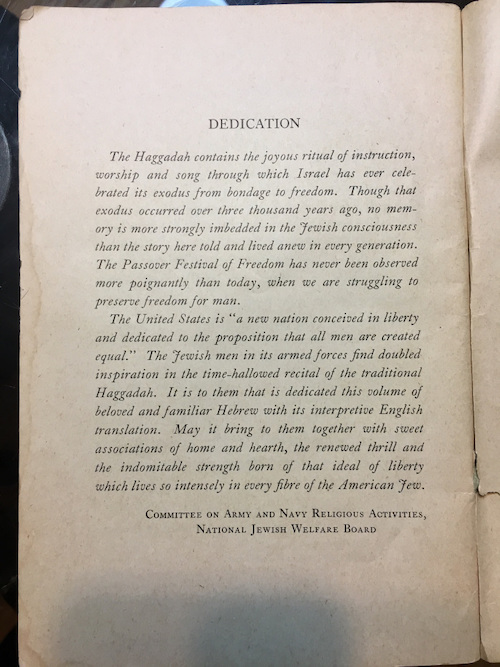 DEDICATION
The Haggadah contains the joyous ritual of instruction,
worship and song through which Israel has ever cele-
brated its exodus from bondage to freedom. Though that
exodus occurred over three thousand years ago, no mem-
ory is more strongly imbedded in the Jewish consciousness
than the story here told and lived anew in every generation.
The Passover Festival of Freedom has never been observed
more poignantly than today, when we are struggling to
preserve freedom for man.
The United States is "a new nation conceived in liberty
and dedicated to the proposition that all men are created
equal." The Jewish men in its armed forces find doubled
inspiration in the time-hallowed recital of the traditional
Haggadah. It is to them that is dedicated this volume of
beloved and familiar Hebrew with its interpretive English
translation. May it bring to them together with sweet
associations of home and hearth, the renewed thrill and
the indomitable strength born of that ideal of liberty
which lives so intensely in every fibre of the American Jew.
COMMITTEE ON ARMY AND NAVY RELIGIOUS ACTIVITIES,
NATIONAL JEWISH WELFARE BOARD